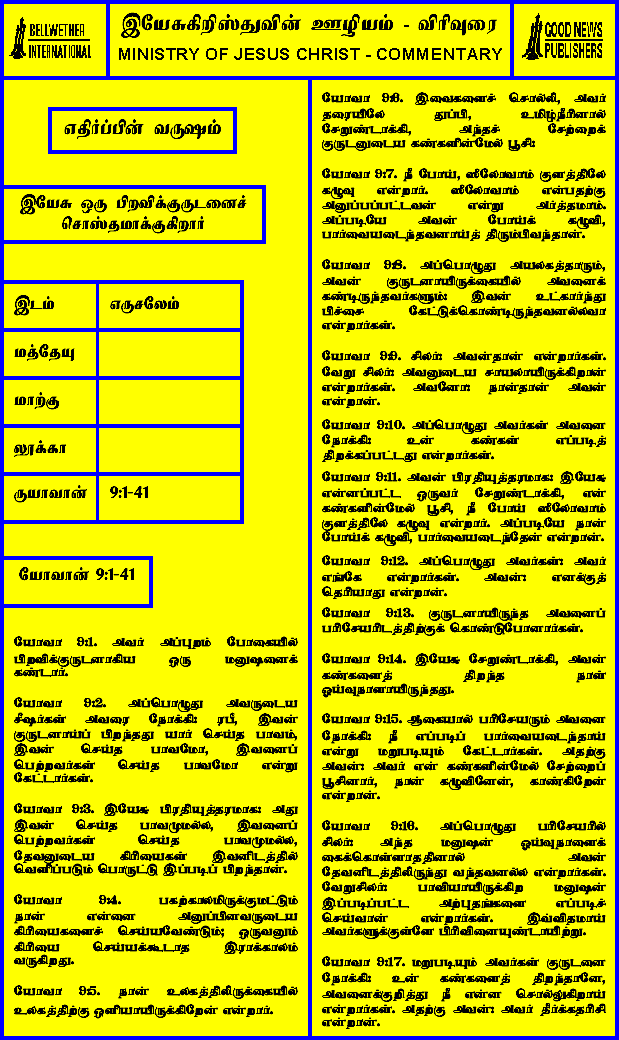 BELLWETHER
INTERNATIONAL
இயேசுகிறிஸ்துவின் ஊழியம் - விரிவுரை
MINISTRY OF JESUS CHRIST - COMMENTARY
GOOD NEWS
PUBLISHERS
எதிர்ப்பின் வருஷம்
இயேசு ஒரு பிறவிக்குருடனைச்
சொஸ்தமாக்குகிறார்
இடம் எருசலேம்
மத்தேயு
மாற்கு
லூக்கா
ருயாவான் 9:1-41
யோவான் 9:1-41
யோவா 9:1. அவர் அப்புறம் போகையில்
பிறவிக்குருடனாகிய ஒரு மனுஷனைக்
கண்டார்.
யோவா 9:2. அப்பொழுது அவருடைய
சீஷர்கள் அவரை நோக்கி: ரபீ, இவன்
குருடனாய்ப் பிறந்தது யார் செய்த பாவம்,
இவன் செய்த பாவமோ, இவனைப்
பெற்றவர்கள் செய்த பாவமோ என்று
கேட்டார்கள்.
யோவா 9:3. இயேசு பிரதியுத்தரமாக: அது
இவன் செய்த பாவமுமல்ல, இவனைப்
பெற்றவர்கள் செய்த பாவமுமல்ல,
தேவனுடைய கிரியைகள் இவனிடத்தில்
வெளிப்படும் பொருட்டு இப்படிப் பிறந்தான்.
யோவா 9:4. பகற்காலமிருக்குமட்டும்
நான் என்னை அனுப்பினவருடைய
கிரியைகளைச் செய்யவேண்டும்; ஒருவனும்
கிரியை செய்யக்கூடாத இராக்காலம்
வருகிறது.
யோவா 9:5. நான் உலகத்திலிருக்கையில்
உலகத்திற்கு ஒளியாயிருக்கிறேன் என்றார்.
யோவா 9:6. இவைகளைச் சொல்லி, அவர்
தரையிலே துப்பி, உமிழ்நீரினால்
சேறுண்டாக்கி, அந்தச் சேற்றைக்
குருடனுடைய கண்களின்மேல் பூசி:
யோவா 9:7. நீ போய், சீலோவாம் குளத்திலே
கழுவு என்றார். சீலோவாம் என்பதற்கு
அனுப்பப்பட்டவன் என்று அர்த்தமாம்.
அப்படியே அவன் போய்க் கழுவி,
பார்வையடைந்தவனாய்த் திரும்பிவந்தான்.
யோவா 9:8. அப்பொழுது அயலகத்தாரும்,
அவன் குருடனாயிருக்கையில் அவனைக்
கண்டிருந்தவர்களும்: இவன் உட்கார்ந்து
பிச்சை கேட்டுக்கொண்டிருந்தவனல்லவா
என்றார்கள்.
யோவா 9:9. சிலர்: அவன்தான் என்றார்கள்.
வேறு சிலர்: அவனுடைய சாயலாயிருக்கிறான்
என்றார்கள். அவனோ: நான்தான் அவன்
என்றான்.
யோவா 9:10. அப்பொழுது அவர்கள் அவனை
நோக்கி: உன் கண்கள் எப்படித்
திறக்கப்பட்டது என்றார்கள்.
யோவா 9:11. அவன் பிரதியுத்தரமாக: இயேசு
என்னப்பட்ட ஒருவர் சேறுண்டாக்கி, என்
கண்களின்மேல் பூசி, நீ போய் சீலோவாம்
குளத்திலே கழுவு என்றார். அப்படியே நான்
போய்க் கழுவி, பார்வையடைந்தேன் என்றான்.
யோவா 9:12. அப்பொழுது அவர்கள்: அவர்
எங்கே என்றார்கள். அவன்: எனக்குத்
தெரியாது என்றான்.
யோவா 9:13. குருடனாயிருந்த அவனைப்
பரிசேயரிடத்திற்குக் கொண்டுபோனார்கள்.
யோவா 9:14. இயேசு சேறுண்டாக்கி, அவன்
கண்களைத் திறந்த நாள்
ஓய்வுநாளாயிருந்தது.
யோவா 9:15. ஆகையால் பரிசேயரும் அவனை
நோக்கி: நீ எப்படிப் பார்வையடைந்தாய்
என்று மறுபடியும் கேட்டார்கள். அதற்கு
அவன்: அவர் என் கண்களின்மேல் சேற்றைப்
பூசினார், நான் கழுவினேன், காண்கிறேன்
என்றான்.
யோவா 9:16. அப்பொழுது பரிசேயரில்
சிலர்: அந்த மனுஷன் ஓய்வுநாளைக்
கைக்கொள்ளாததினால் அவன்
தேவனிடத்திலிருந்து வந்தவனல்ல என்றார்கள்.
வேறுசிலர்: பாவியாயிருக்கிற மனுஷன்
இப்படிப்பட்ட அற்புதங்களை எப்படிச்
செய்வான் என்றார்கள். இவ்விதமாய்
அவர்களுக்குள்ளே பிரிவினையுண்டாயிற்று.
யோவா 9:17. மறுபடியும் அவர்கள் குருடனை
நோக்கி: உன் கண்களைத் திறந்தானே,
அவனைக்குறித்து நீ என்ன சொல்லுகிறாய்
என்றார்கள். அதற்கு அவன்: அவர் தீர்க்கதரிசி
என்றான்.